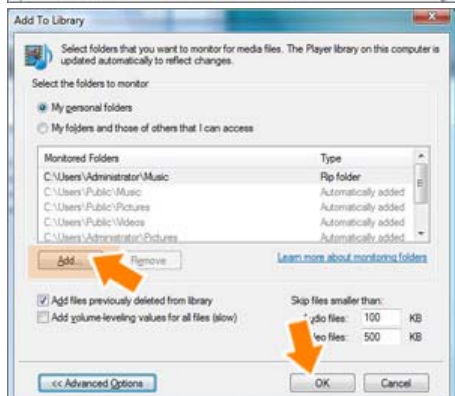 Add To Library
Select folders that you want to monitor for media files. The Player library on this computer is
updated automatically to reflect changes.
Select the folders to monitor
My personal folders
My folders and those of others that I can access
Monitored Folders Type
C:\Users\Administrator\Music Rip folder
C:\Users\Public\Music Automatically added
C:\Users\Public\Pictures Automatically added
C:\Users\Public\Videos Automatically added
C:\Users\Administrator\Pictures Automatically added
Add... Remove Learn more about monitoring folders
Add files previously deleted from library Skip files smaller than:
Add volume-leveling values for all files (slow) files: 100 KB
files: 500 KB
<< Advanced Options OK Cancel